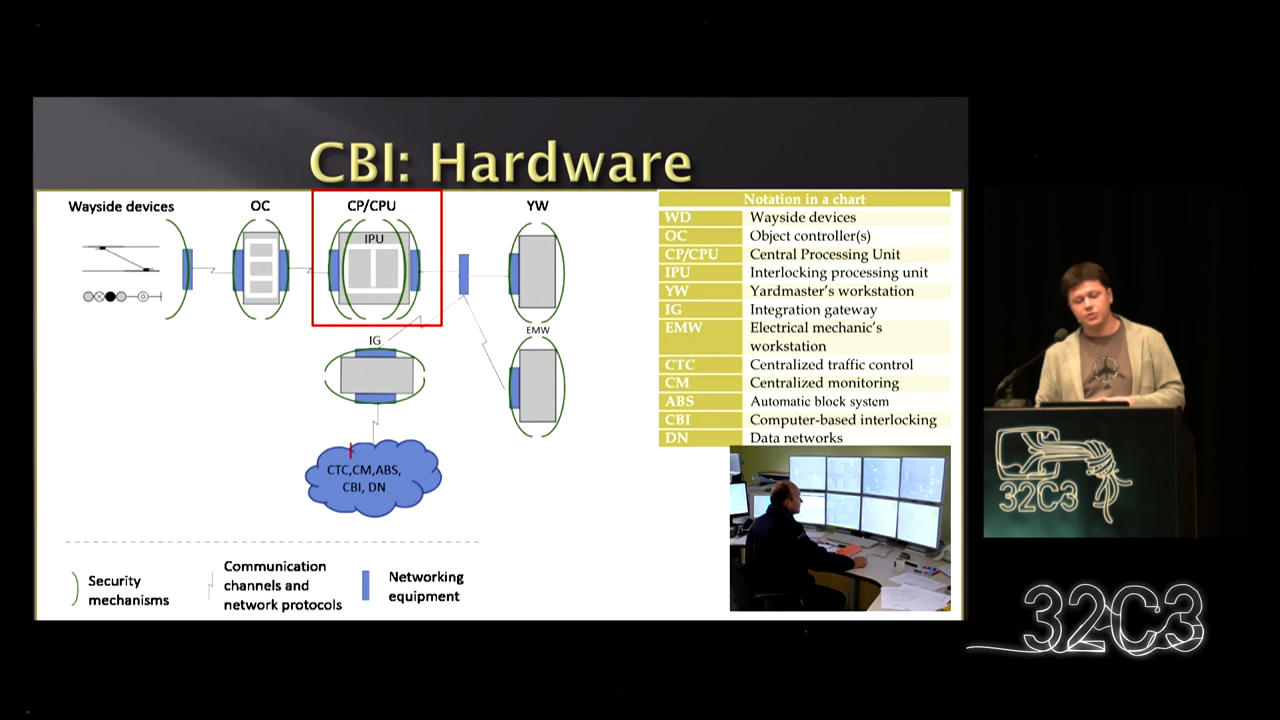 CBI: Hardware
Wayside devices
OC
CP/CPU
YW
IPU
EMW
IG
CTC,CM,ABS,
CBI, DN
Security
mechanisms
Communication
channels and
network protocols
Networking
equipment
Notation in a chart
WD Wayside devices
OC Object controller(s)
CP/CPU Central Processing Unit
IPU Interlocking processing unit
YW Yardmaster’s workstation
IG Integration gateway
EMW Electrical mechanic’s
workstation
CTC Centralized traffic control
CM Centralized monitoring
ABS Automatic block system
CBI Computer-based interlocking
DN Data networks
32C3
32C3